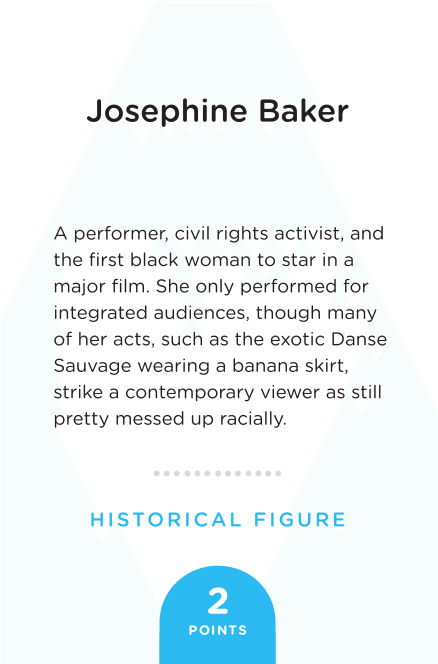 Josephine Baker
A performer, civil rights activist, and
the first black woman to star in a
major film. She only performed for
integrated audiences, though many
of her acts, such as the exotic Danse
Sauvage wearing a banana skirt,
strike a contemporary viewer as still
pretty messed up racially.
HISTORICAL FIGURE
2
POINTS